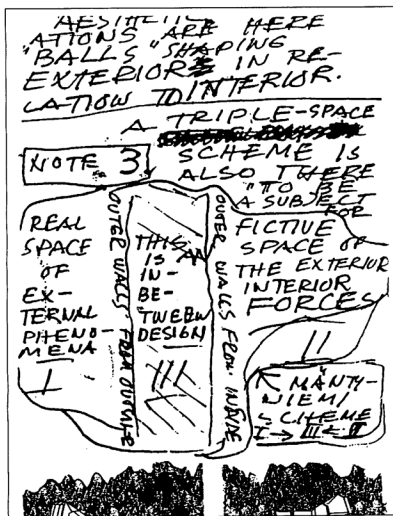 AESTHETIC
ATIONS ARE HERE
"BALLS" SHAPING
EXTERIOR IN RE-
LATION TO INTERIOR.
A TRIPLE-SPACE
SCHEME IS
ALSO THERE
"TO BE
A SUBJECT
FOR
NOTE 3
REAL
SPACE
OF
EX-
TERNAL
PHENO-
MENA
I
OUTER WALLS FROM OUTSIDE
THIS
IS AN
IN-
BE-
TWEEN
DESIGN
III
OUTER WALLS FROM INSIDE
FICTIVE
SPACE OF
THE EXTERIOR
INTERIOR
FORCES
II
MÄNTY-
NIEMI
SCHEME
I → III ← II